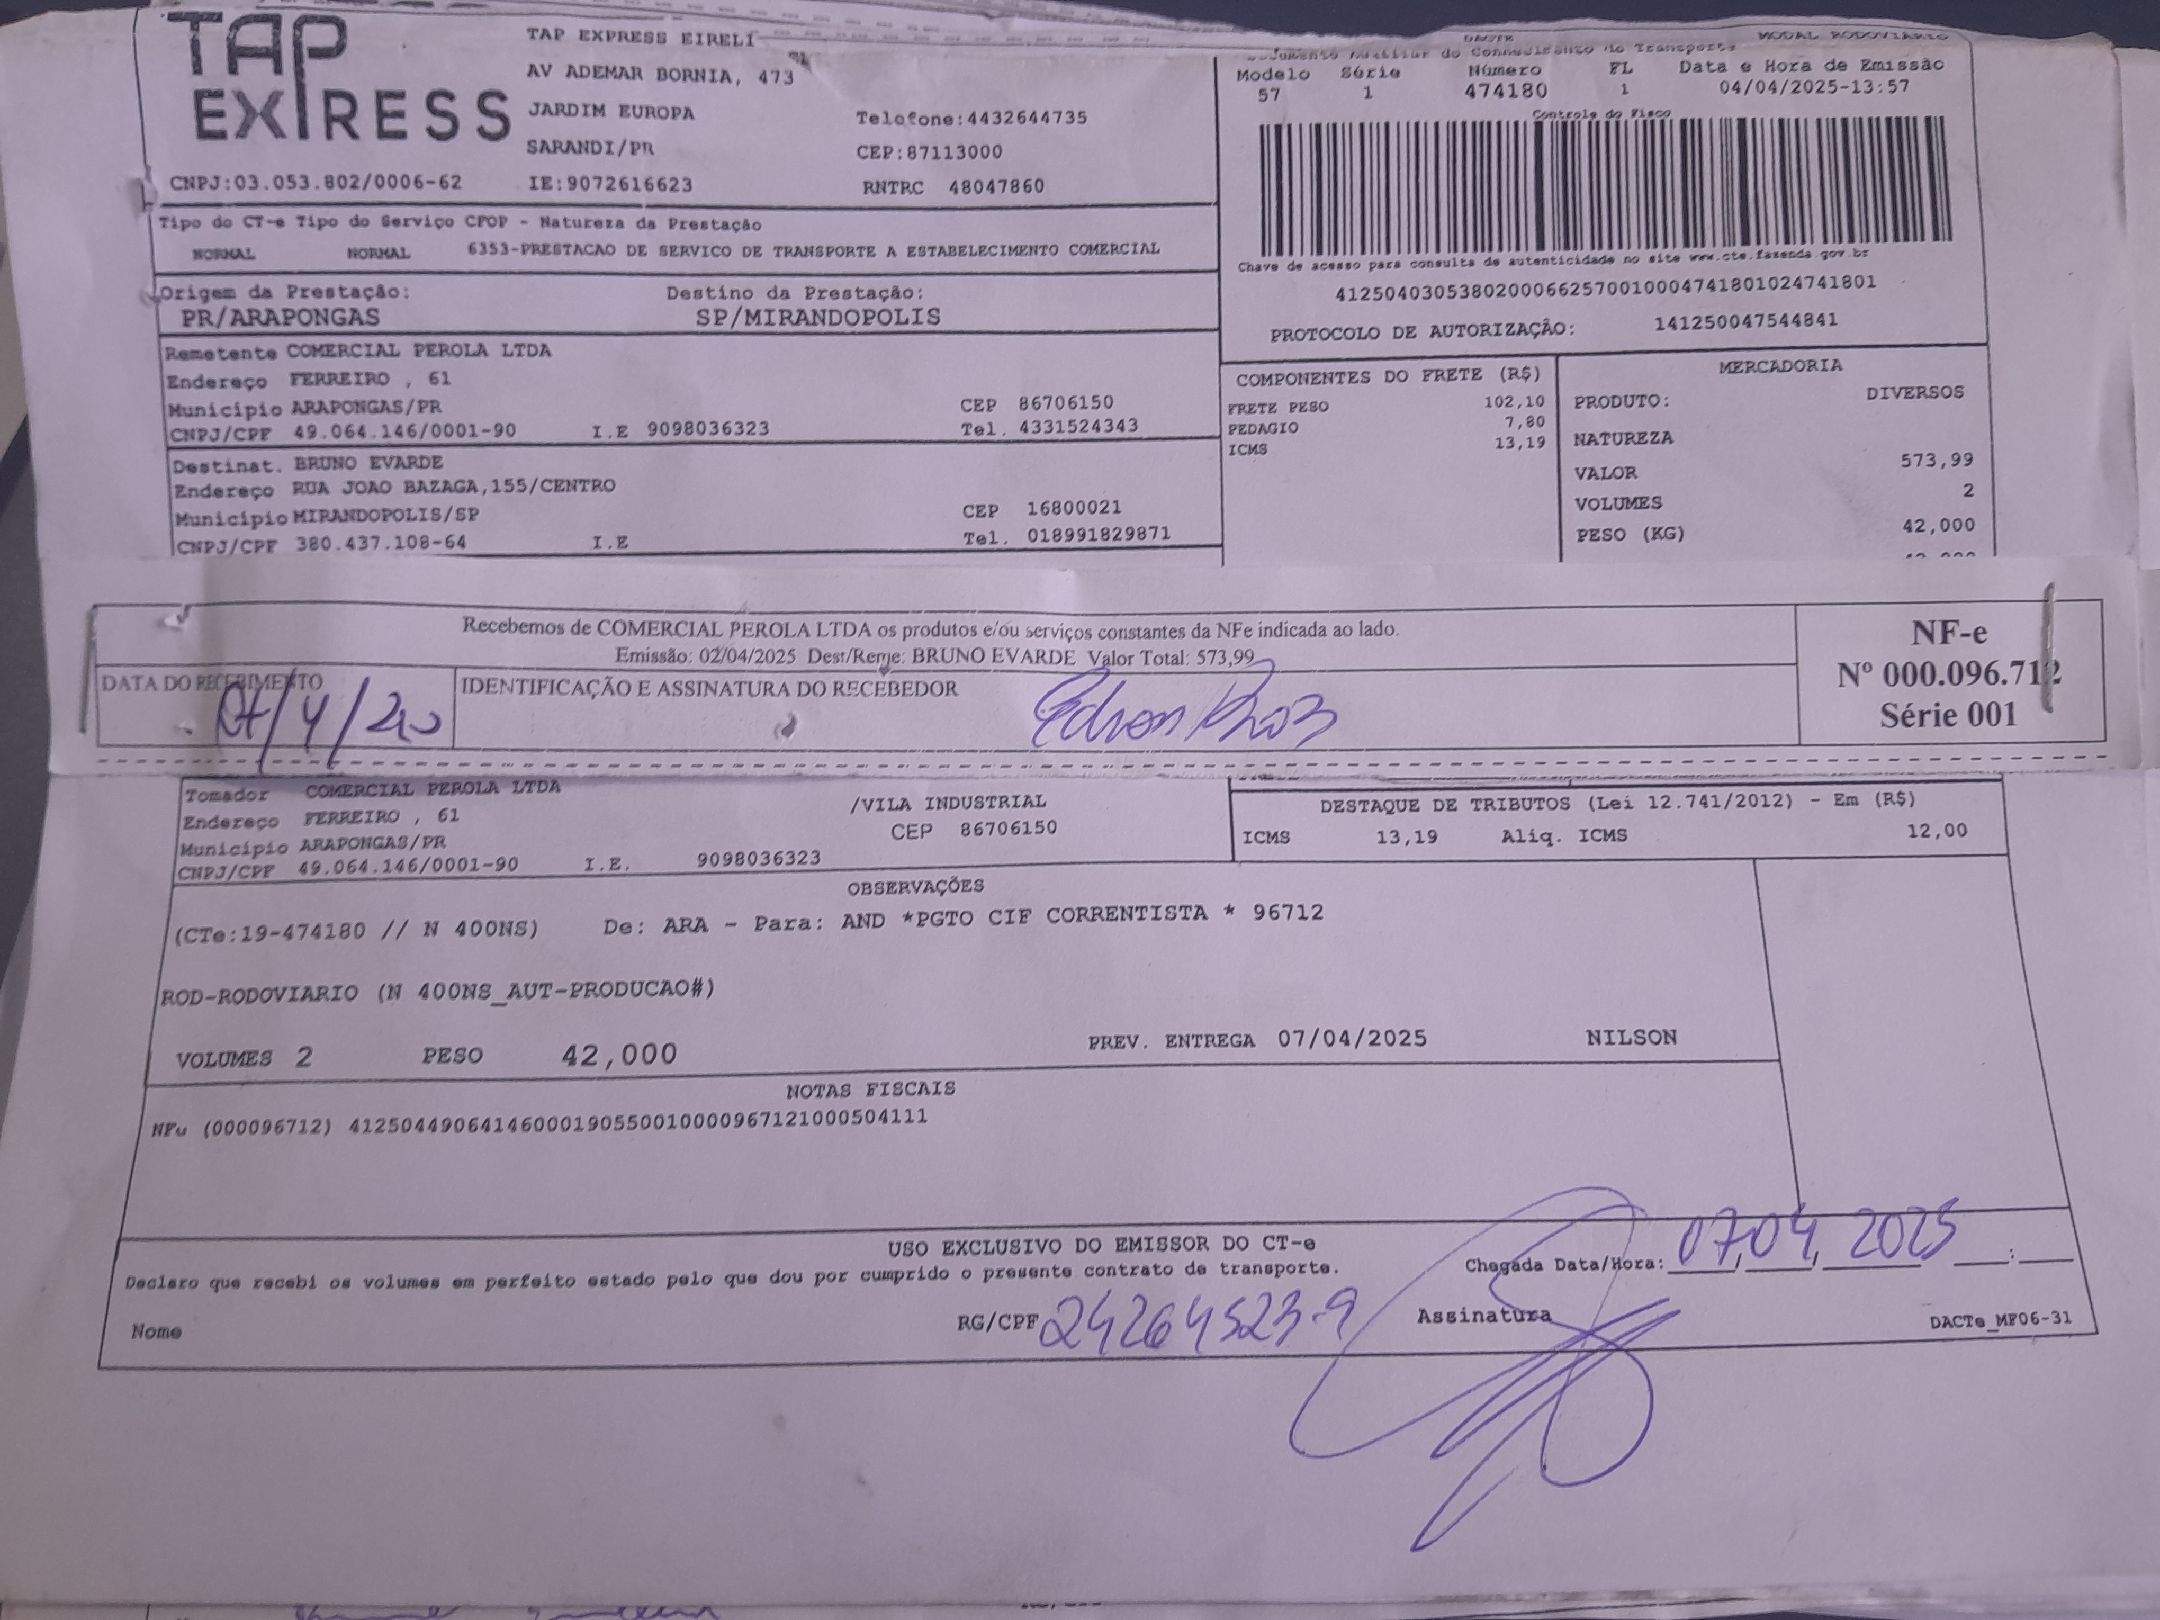 TAP EXPRESS
TAP EXPRESS EIRELI
AV ADEMAR BORNIA, 473
JARDIM EUROPA Telefone:4432644735
SARANDI/PR CEP:87113000
CNPJ:03.053.802/0006-62 IE:9072616623 RNTRC 48047860
DACTE MODAL RODOVIARIO
Documento Auxiliar do Conhecimento de Transporte
Modelo Série Número FL Data e Hora de Emissão
57 1 474180 1 04/04/2025-13:57
Controle do Fisco
Chave de acesso para consulta de autenticidade no site www.cte.fazenda.gov.br
41250403053802000662570010004741801024741801
PROTOCOLO DE AUTORIZAÇÃO: 141250047544841
Tipo do CT-e Tipo do Serviço CFOP - Natureza da Prestação
NORMAL NORMAL 6353-PRESTACAO DE SERVICO DE TRANSPORTE A ESTABELECIMENTO COMERCIAL
Origem da Prestação: Destino da Prestação:
PR/ARAPONGAS SP/MIRANDOPOLIS
Remetente COMERCIAL PEROLA LTDA
Endereço FERREIRO , 61
Município ARAPONGAS/PR CEP 86706150
CNPJ/CPF 49.064.146/0001-90 I.E 9098036323 Tel. 4331524343
Destinat. BRUNO EVARDE
Endereço RUA JOAO BAZAGA,155/CENTRO
Município MIRANDOPOLIS/SP CEP 16800021
CNPJ/CPF 380.437.108-64 I.E Tel. 018991829871
COMPONENTES DO FRETE (R$)
FRETE PESO 102,10
PEDAGIO 7,80
ICMS 13,19
MERCADORIA
PRODUTO: DIVERSOS
NATUREZA
VALOR 573,99
VOLUMES 2
PESO (KG) 42,000
Recebemos de COMERCIAL PEROLA LTDA os produtos e/ou serviços constantes da NFe indicada ao lado.
Emissão: 02/04/2025 Dest/Reme: BRUNO EVARDE Valor Total: 573,99
DATA DO RECEBIMENTO IDENTIFICAÇÃO E ASSINATURA DO RECEBEDOR
Edson
NF-e
Nº 000.096.712
Série 001
Tomador COMERCIAL PEROLA LTDA
Endereço FERREIRO , 61 /VILA INDUSTRIAL
Município ARAPONGAS/PR CEP 86706150
CNPJ/CPF 49.064.146/0001-90 I.E. 9098036323
DESTAQUE DE TRIBUTOS (Lei 12.741/2012) - Em (R$)
ICMS 13,19 Aliq. ICMS 12,00
OBSERVAÇÕES
(CTe:19-474180 // N 400NS) De: ARA - Para: AND *PGTO CIF CORRENTISTA * 96712
ROD-RODOVIARIO (N 400NS_AUT-PRODUCAO#)
VOLUMES 2 PESO 42,000 PREV. ENTREGA 07/04/2025 NILSON
NOTAS FISCAIS
NFe (000096712) 41250449064146000190550010000967121000504111
USO EXCLUSIVO DO EMISSOR DO CT-e
Declaro que recebi os volumes em perfeito estado pelo que dou por cumprido o presente contrato de transporte.
Chegada Data/Hora: 07,04, 2025 :
Nome RG/CPF 24264523-9 Assinatura DACTe_MF06-31